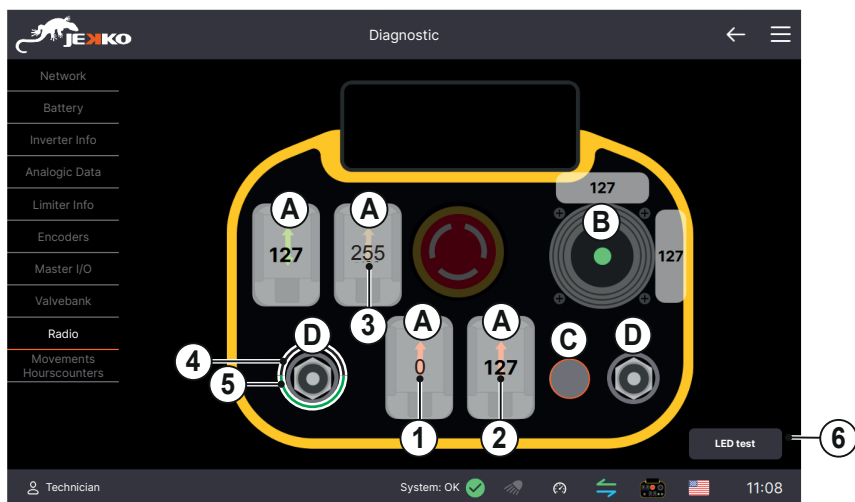 JEKKO
Diagnostic
Network
Battery
Inverter Info
Analogic Data
Limiter Info
Encoders
Master I/O
Valvebank
Radio
Movements
Hourscounters
127
A
A
B
127
255
127
3
D
A
A
C
D
4
5
0
127
1
2
LED test
6
Technician
System: OK
11:08